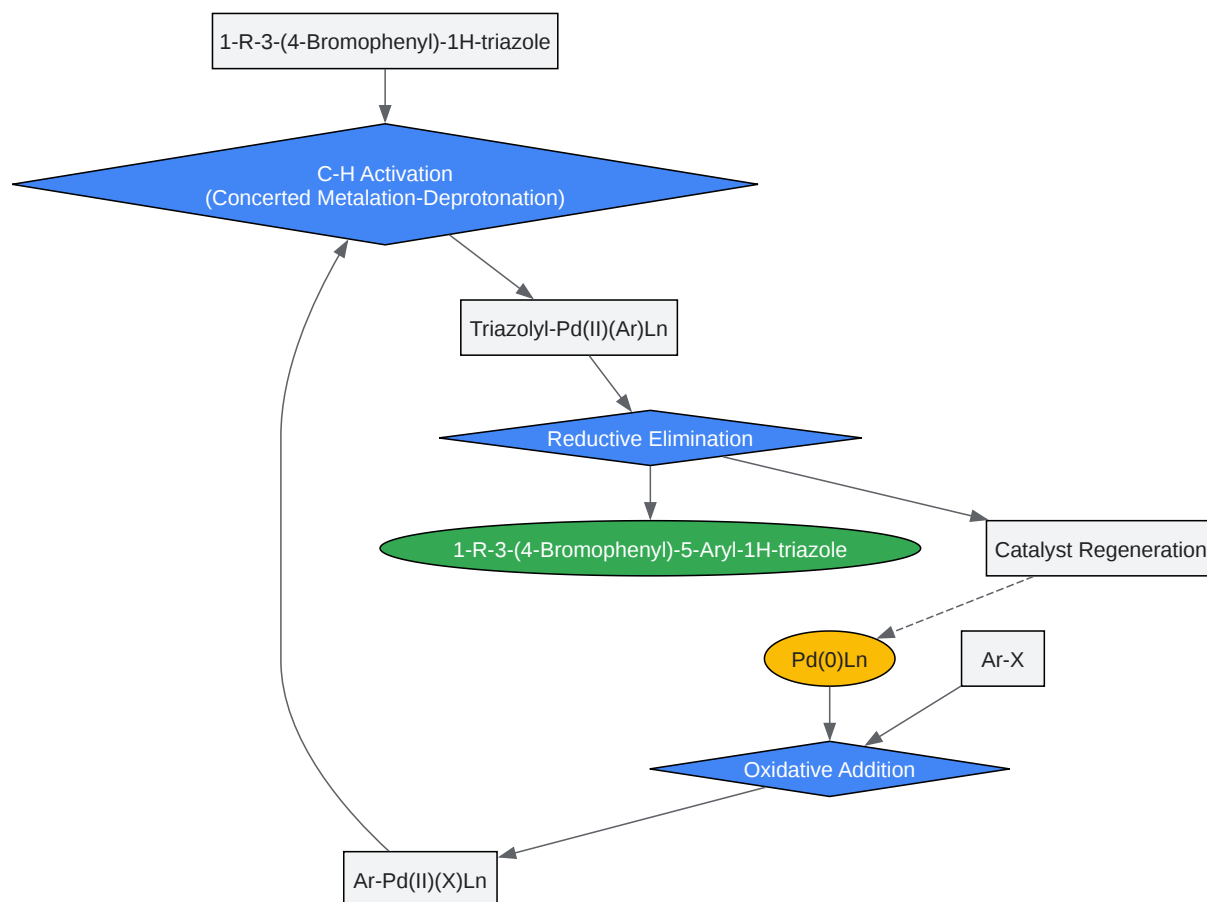 1-R-3-(4-Bromophenyl)-1H-triazole
C-H Activation
(Concerted Metalation-Deprotonation)
Triazolyl-Pd(II)(Ar)Ln
Reductive Elimination
1-R-3-(4-Bromophenyl)-5-Aryl-1H-triazole
Catalyst Regeneration
Pd(0)Ln
Ar-X
Oxidative Addition
Ar-Pd(II)(X)Ln